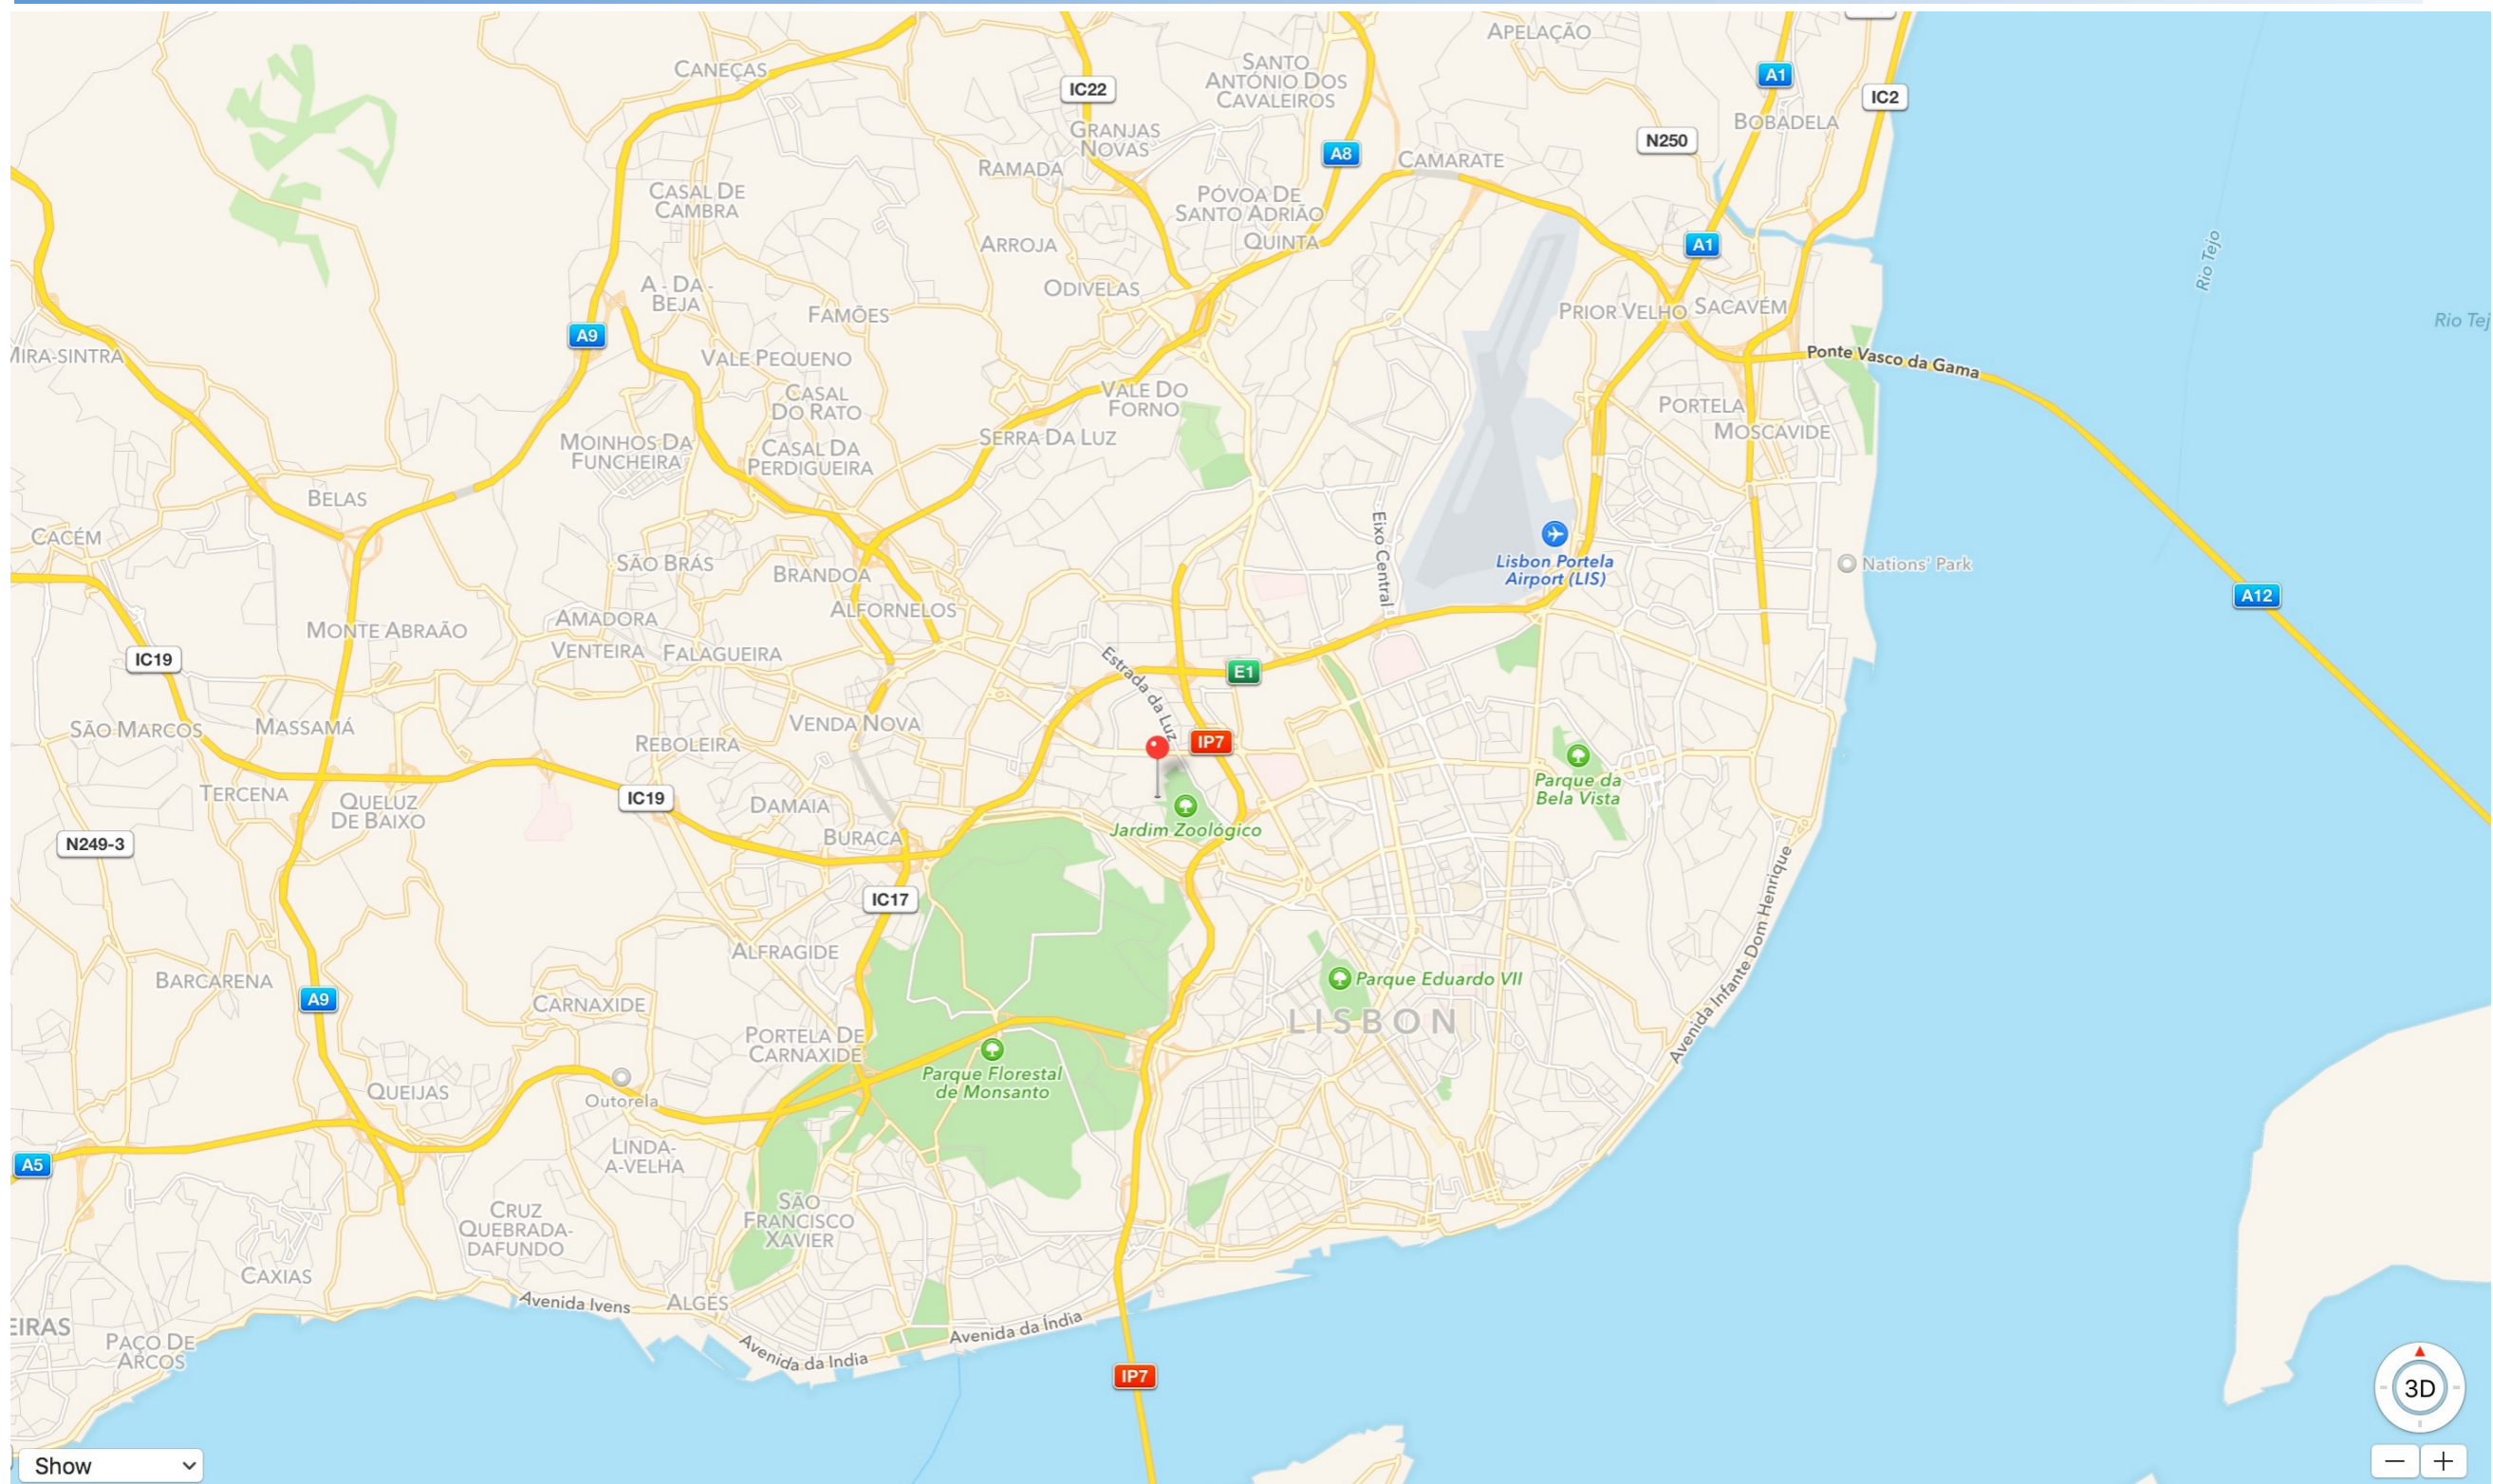 APELAÇÃO
CANEÇAS
SANTO
ANTÓNIO DOS
CAVALEIROS
A1
IC22
IC2
BOBADELA
GRANJAS
NOVAS
N250
A8
CAMARATE
RAMADA
CASAL DE
CAMBRA
PÓVOA DE
SANTO ADRIÃO
ARROJA
QUINTA
A1
Rio Tejo
A-DA-
BEJA
ODIVELAS
FAMÕES
PRIOR VELHO
SACAVÉM
Rio Tej
A9
MIRA-SINTRA
VALE PEQUENO
Ponte Vasco da Gama
CASAL
DO RATO
VALE DO
FORNO
PORTELA
MOSCAVIDE
SERRA DA LUZ
MOINHOS DA
FUNCHEIRA
CASAL DA
PERDIGUEIRA
BELAS
CACÉM
Eixo Central
SÃO BRÁS
BRANDOA
Lisbon Portela
Airport (LIS)
Nations' Park
A12
ALFORNELOS
AMADORA
MONTE ABRAÃO
VENTEIRA
FALAGUEIRA
IC19
Estrada da Luz
E1
SÃO MARCOS
MASSAMÁ
VENDA NOVA
REBOLEIRA
IP7
Parque da
Bela Vista
TERCENA
QUELUZ
DE BAIXO
IC19
DAMAIA
BURACA
Jardim Zoológico
N249-3
IC17
Avenida Infante Dom Henrique
ALFRAGIDE
BARCARENA
Parque Eduardo VII
A9
CARNAXIDE
LISBON
PORTELA DE
CARNAXIDE
Parque Florestal
de Monsanto
QUEIJAS
Outorela
A5
LINDA-
A-VELHA
CRUZ
QUEBRADA-
DAFUNDO
SÃO
FRANCISCO
XAVIER
CAXIAS
Avenida Ivens
ALGÉS
EIRAS
PAÇO DE
ARCOS
Avenida da India
Avenida da Índia
IP7
3D
Show
− +